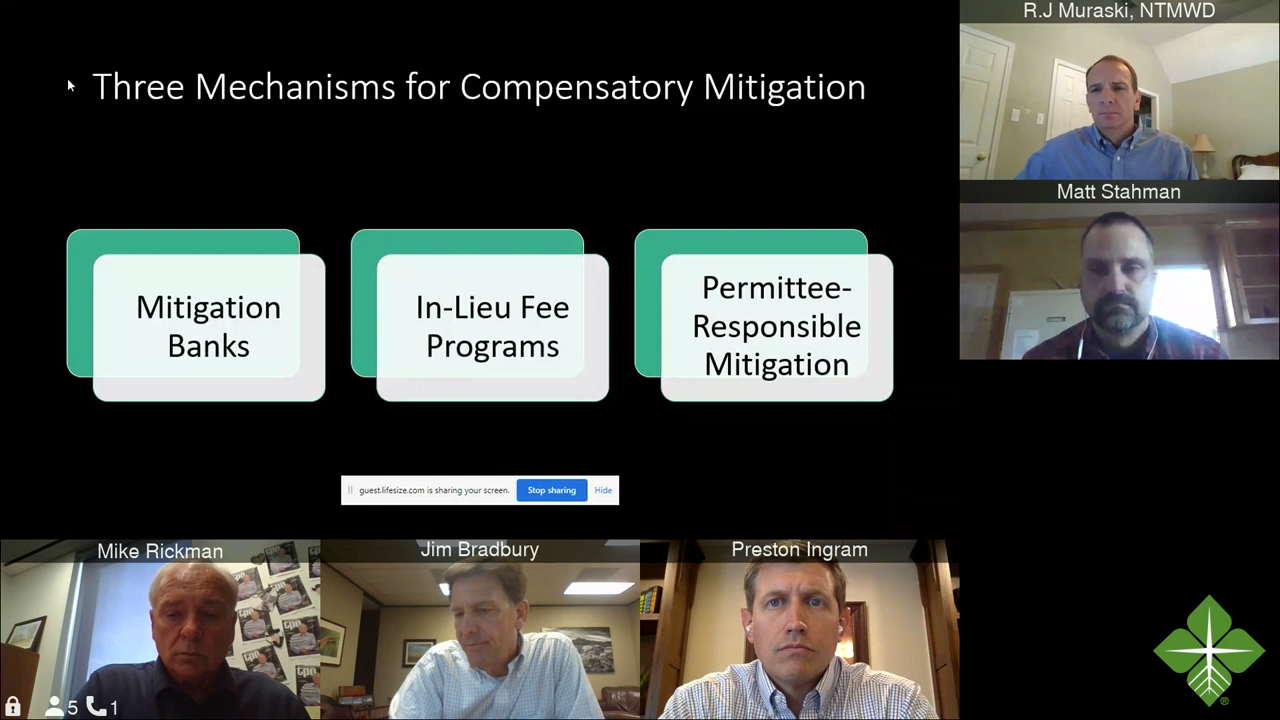 R.J Muraski, NTMWD
Three Mechanisms for Compensatory Mitigation
Matt Stahman
Mitigation
Banks
In-Lieu Fee
Programs
Permittee-
Responsible
Mitigation
guest.lifesize.com is sharing your screen.
Stop sharing
Hide
Mike Rickman
Jim Bradbury
Preston Ingram
5
1
®